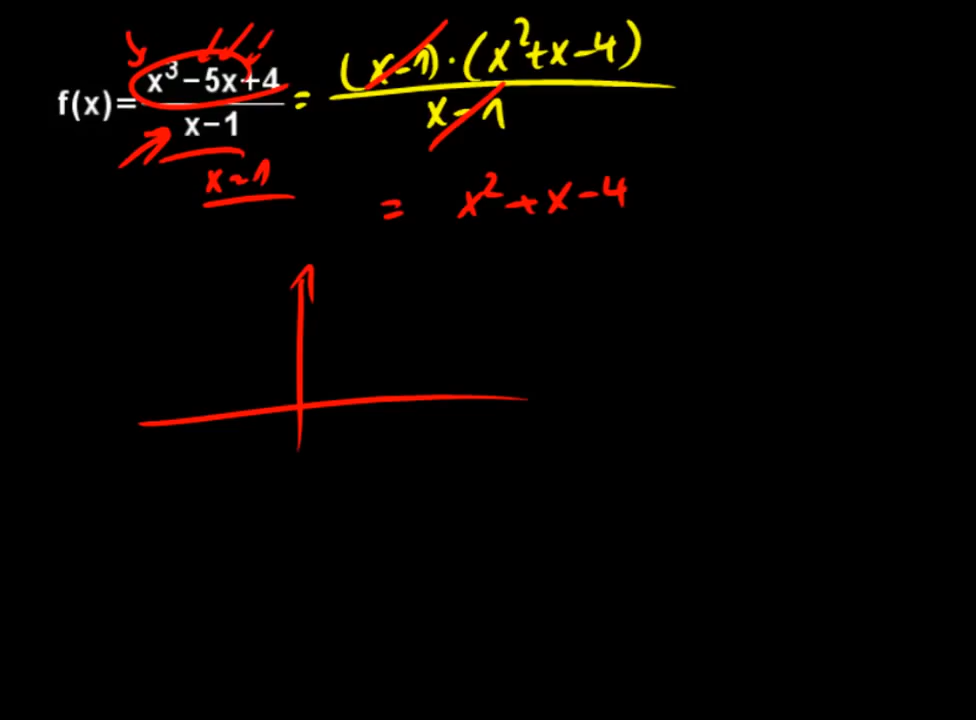 f(x)= x³−5x+4 / x−1 = (x−1)·(x²+x−4) / x−1
x=1
= x²+x−4